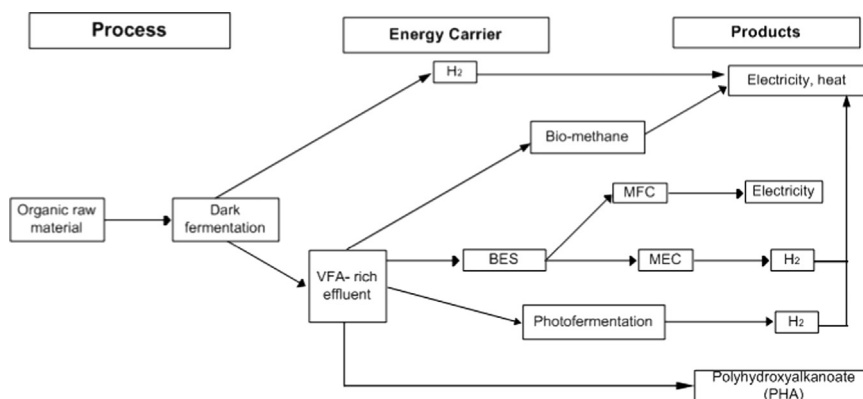 Process
Energy Carrier
Products
H2
Electricity, heat
Bio-methane
MFC
Electricity
Organic raw
material
Dark
fermentation
VFA- rich
effluent
BES
MEC
H2
Photofermentation
H2
Polyhydroxyalkanoate
(PHA)